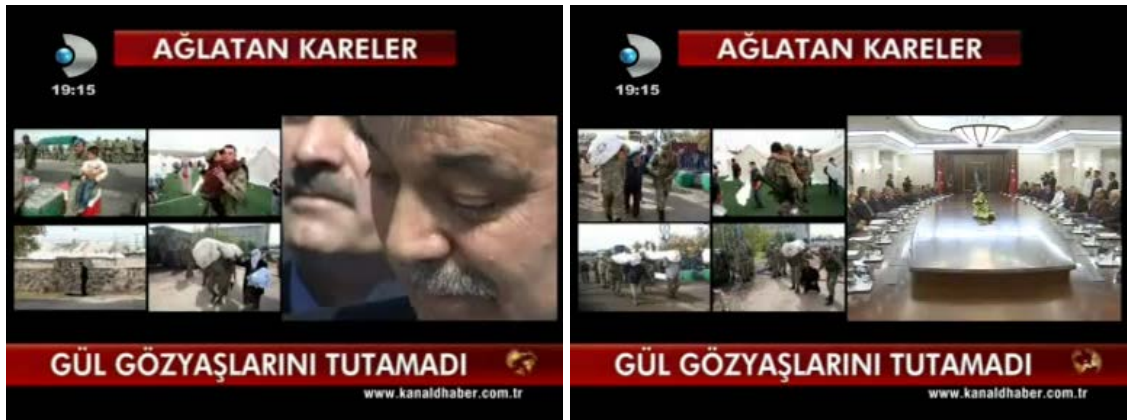 AĞLATAN KARELER
19:15
GÜL GÖZYAŞLARINI TUTAMADI
www.kanaldhaber.com.tr
AĞLATAN KARELER
19:15
GÜL GÖZYAŞLARINI TUTAMADI
www.kanaldhaber.com.tr